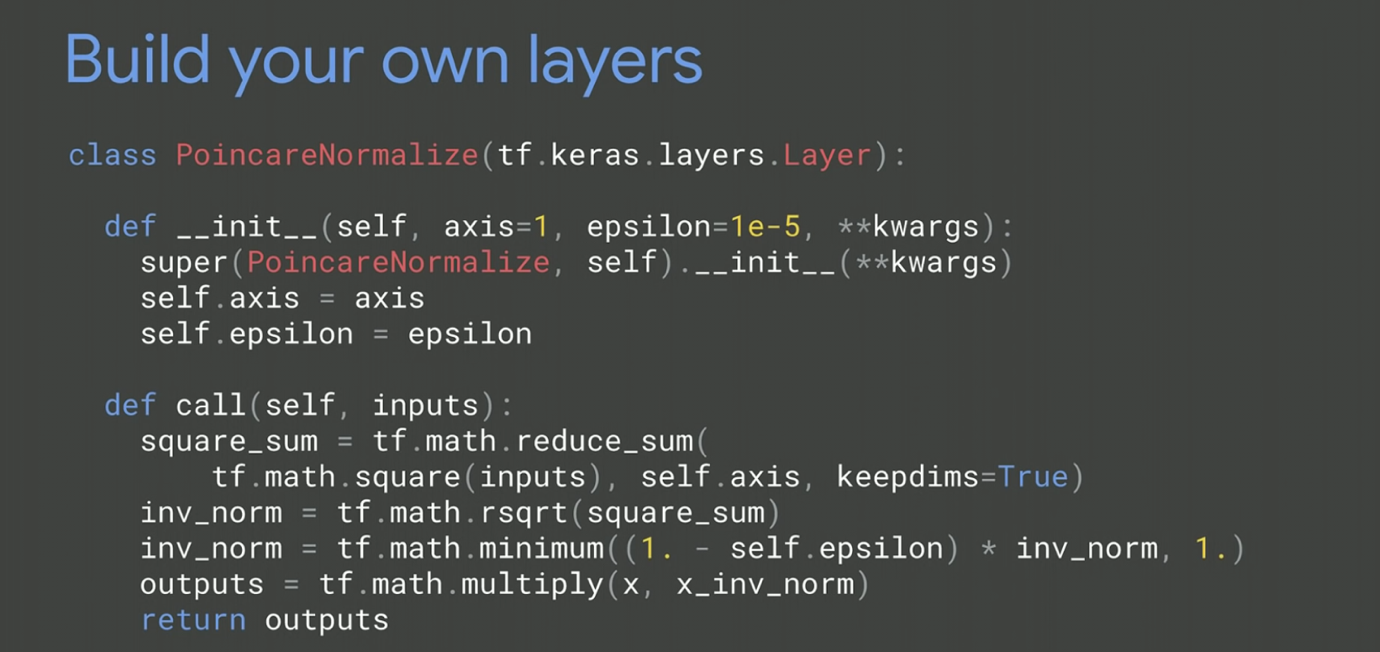 Build your own layers
class PoincareNormalize(tf.keras.layers.Layer):
def __init__(self, axis=1, epsilon=1e-5, **kwargs):
super(PoincareNormalize, self).__init__(**kwargs)
self.axis = axis
self.epsilon = epsilon
def call(self, inputs):
square_sum = tf.math.reduce_sum(
tf.math.square(inputs), self.axis, keepdims=True)
inv_norm = tf.math.rsqrt(square_sum)
inv_norm = tf.math.minimum((1. - self.epsilon) * inv_norm, 1.)
outputs = tf.math.multiply(x, x_inv_norm)
return outputs